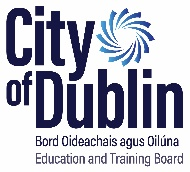 City
of Dublin
Bord Oideachais agus Oiliúna
Education and Training Board